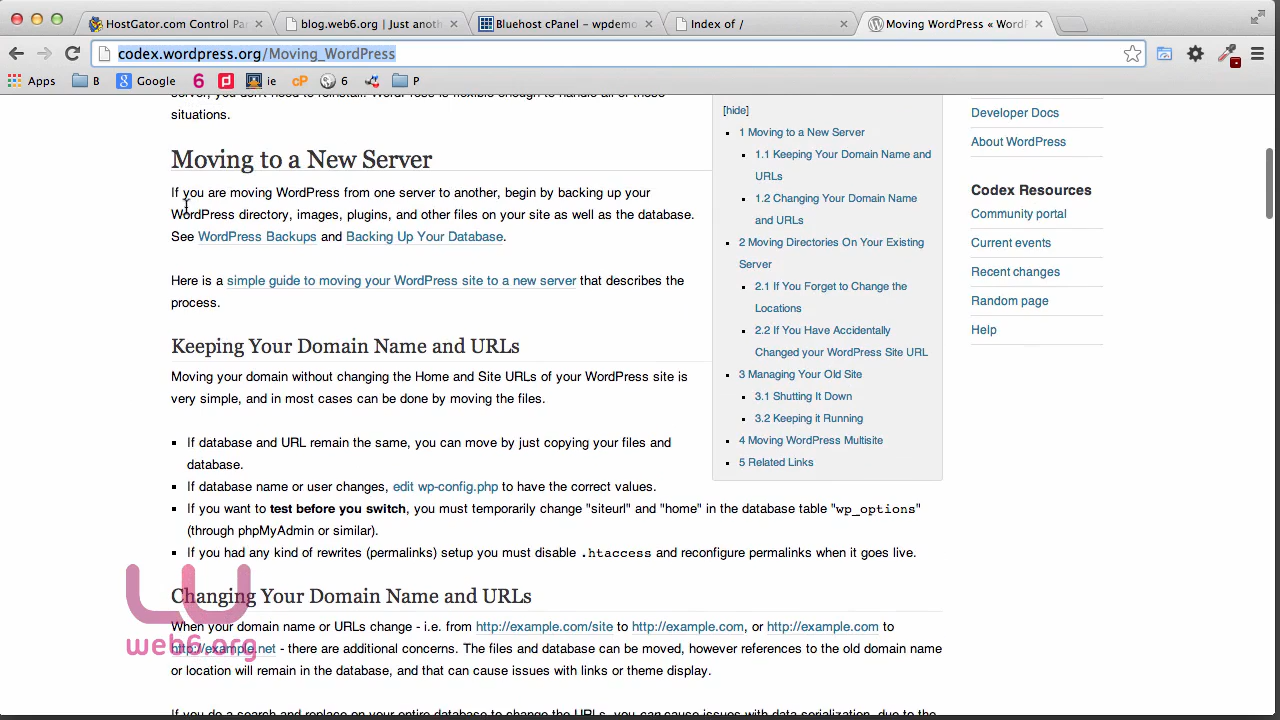 HostGator.com Control Pa
blog.web6.org | Just anoth
Bluehost cPanel - wpdemo
Index of /
Moving WordPress « WordP
codex.wordpress.org/Moving_WordPress
Apps
B
Google
6
ie
cP
6
P
server, you don't need to reinstall. WordPress is flexible enough to handle all of these
situations.
Moving to a New Server
If you are moving WordPress from one server to another, begin by backing up your
WordPress directory, images, plugins, and other files on your site as well as the database.
See WordPress Backups and Backing Up Your Database.
Here is a simple guide to moving your WordPress site to a new server that describes the
process.
Keeping Your Domain Name and URLs
Moving your domain without changing the Home and Site URLs of your WordPress site is
very simple, and in most cases can be done by moving the files.
If database and URL remain the same, you can move by just copying your files and
database.
If database name or user changes, edit wp-config.php to have the correct values.
If you want to test before you switch, you must temporarily change "siteurl" and "home" in the database table "wp_options"
(through phpMyAdmin or similar).
If you had any kind of rewrites (permalinks) setup you must disable .htaccess and reconfigure permalinks when it goes live.
Changing Your Domain Name and URLs
When your domain name or URLs change - i.e. from http://example.com/site to http://example.com, or http://example.com to
http://example.net - there are additional concerns. The files and database can be moved, however references to the old domain name
or location will remain in the database, and that can cause issues with links or theme display.
If you do a search and replace on your entire database to change the URLs, you can cause issues with data serialization, due to the
[hide]
1 Moving to a New Server
1.1 Keeping Your Domain Name and
URLs
1.2 Changing Your Domain Name
and URLs
2 Moving Directories On Your Existing
Server
2.1 If You Forget to Change the
Locations
2.2 If You Have Accidentally
Changed your WordPress Site URL
3 Managing Your Old Site
3.1 Shutting It Down
3.2 Keeping it Running
4 Moving WordPress Multisite
5 Related Links
Developer Docs
About WordPress
Codex Resources
Community portal
Current events
Recent changes
Random page
Help
web6.org